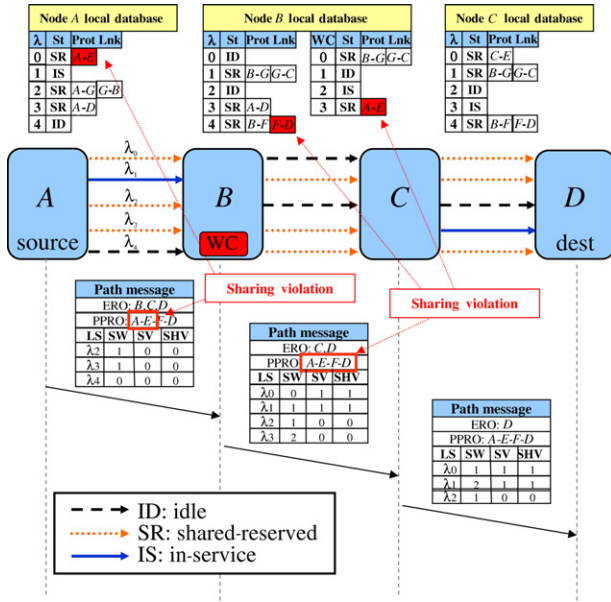 Node A local database
λ St Prot Lnk
0 SR A-E
1 IS
2 SR A-G G-B
3 SR A-D
4 ID
Node B local database
λ St Prot Lnk
0 ID
1 SR B-G G-C
2 ID
3 SR A-D
4 SR B-F F-D
WC St Prot Lnk
0 SR B-G G-C
1 ID
2 IS
3 SR A-E
Node C local database
λ St Prot Lnk
0 SR C-E
1 SR B-G G-C
2 ID
3 IS
4 SR B-F F-D
A
source
λ0
λ1
λ2
λ3
λ4
B
WC
C
D
dest
Sharing violation
Sharing violation
Path message
ERO: B,C,D
PPRO: A-E-F-D
LS SW SV SHV
λ2 1 0 0
λ3 1 0 0
λ4 0 0 0
Path message
ERO: C,D
PPRO: A-E-F-D
LS SW SV SHV
λ0 0 1 1
λ1 1 1 1
λ2 1 0 0
λ3 2 0 0
Path message
ERO: D
PPRO: A-E-F-D
LS SW SV SHV
λ0 1 1 1
λ1 2 1 1
λ2 1 0 0
ID: idle
SR: shared-reserved
IS: in-service